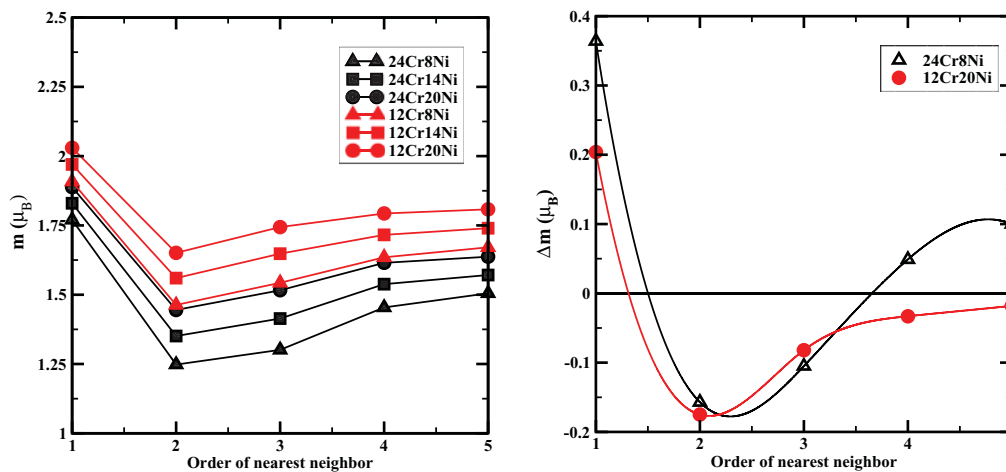 2.5
2.25
2
1.75
1.5
1.25
1
m (μB)
24Cr8Ni
24Cr14Ni
24Cr20Ni
12Cr8Ni
12Cr14Ni
12Cr20Ni
1 2 3 4 5
Order of nearest neighbor
0.4
0.3
0.2
0.1
0
-0.1
-0.2
Δm (μB)
24Cr8Ni
12Cr20Ni
1 2 3 4
Order of nearest neighbor